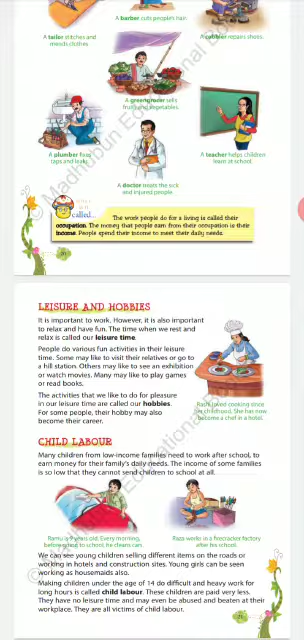 A barber cuts people's hair.
A tailor stitches and
mends clothes.
A cobbler repairs shoes.
A greengrocer sells
fruits and vegetables.
A plumber fixes
taps and leaks.
A teacher helps children
learn at school.
A doctor treats the sick
and injured people.
called...
The work people do for a living is called their
occupation. The money that people earn from their occupation is their
income. People spend their income to meet their daily needs.
LEISURE AND HOBBIES
It is important to work. However, it is also important
to relax and have fun. The time when we rest and
relax is called our leisure time.
People do various fun activities in their leisure
time. Some may like to visit their relatives or go to
a hill station. Others may like to see an exhibition
or watch movies. Many may like to play games
or read books.
The activities that we like to do for pleasure
in our leisure time are called our hobbies.
For some people, their hobby may also
become their career.
loved cooking since
her childhood. She has now
become a chef in a hotel.
CHILD LABOUR
Many children from low-income families need to work after school, to
earn money for their family's daily needs. The income of some families
is so low that they cannot send children to school at all.
Ramu is 9 years old. Every morning,
before going to school, he cleans cars.
Raza works in a firecracker factory
after his school.
We can see young children selling different items on the roads or
working in hotels and construction sites. Young girls can be seen
working as housemaids also.
Making children under the age of 14 do difficult and heavy work for
long hours is called child labour. These children are paid very less.
They have no leisure time and may even be abused and beaten at their
workplace. They are all victims of child labour.
© Madhubun Educational